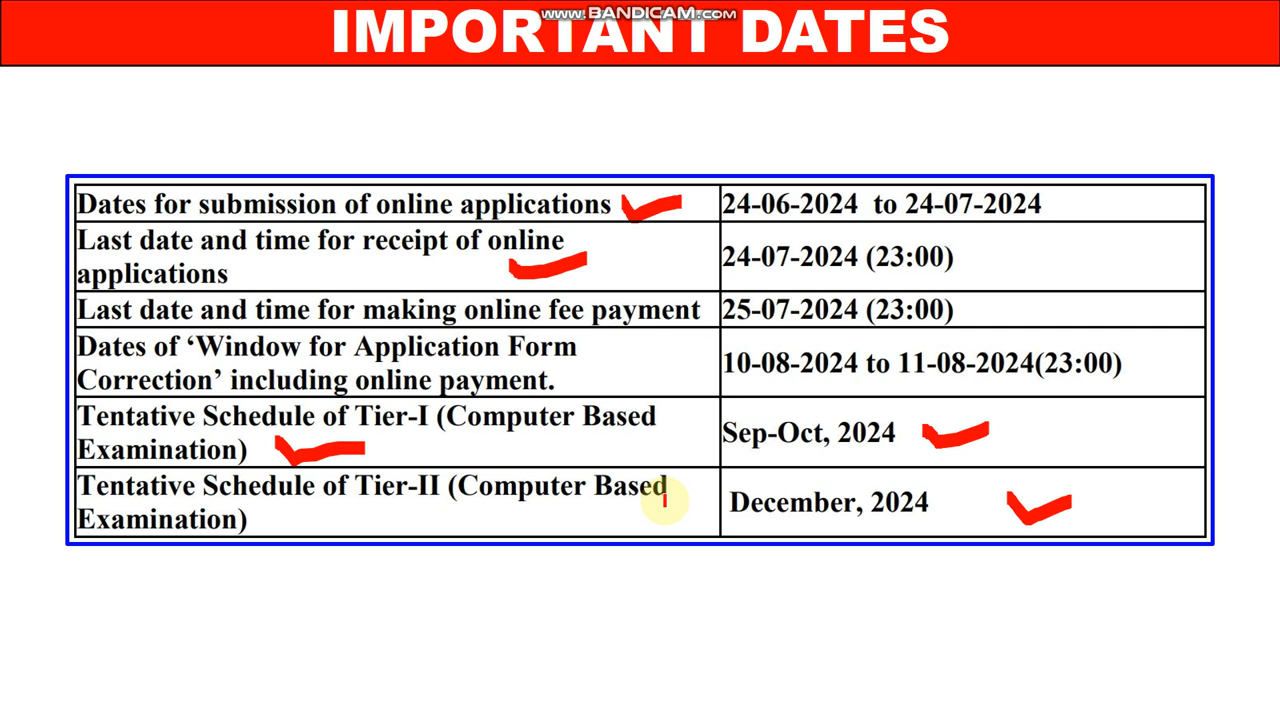 www.BANDICAM.com
IMPORTANT DATES
Dates for submission of online applications 24-06-2024 to 24-07-2024
Last date and time for receipt of online
applications
24-07-2024 (23:00)
Last date and time for making online fee payment 25-07-2024 (23:00)
Dates of ‘Window for Application Form
Correction’ including online payment.
10-08-2024 to 11-08-2024(23:00)
Tentative Schedule of Tier-I (Computer Based
Examination)
Sep-Oct, 2024
Tentative Schedule of Tier-II (Computer Based
Examination)
December, 2024